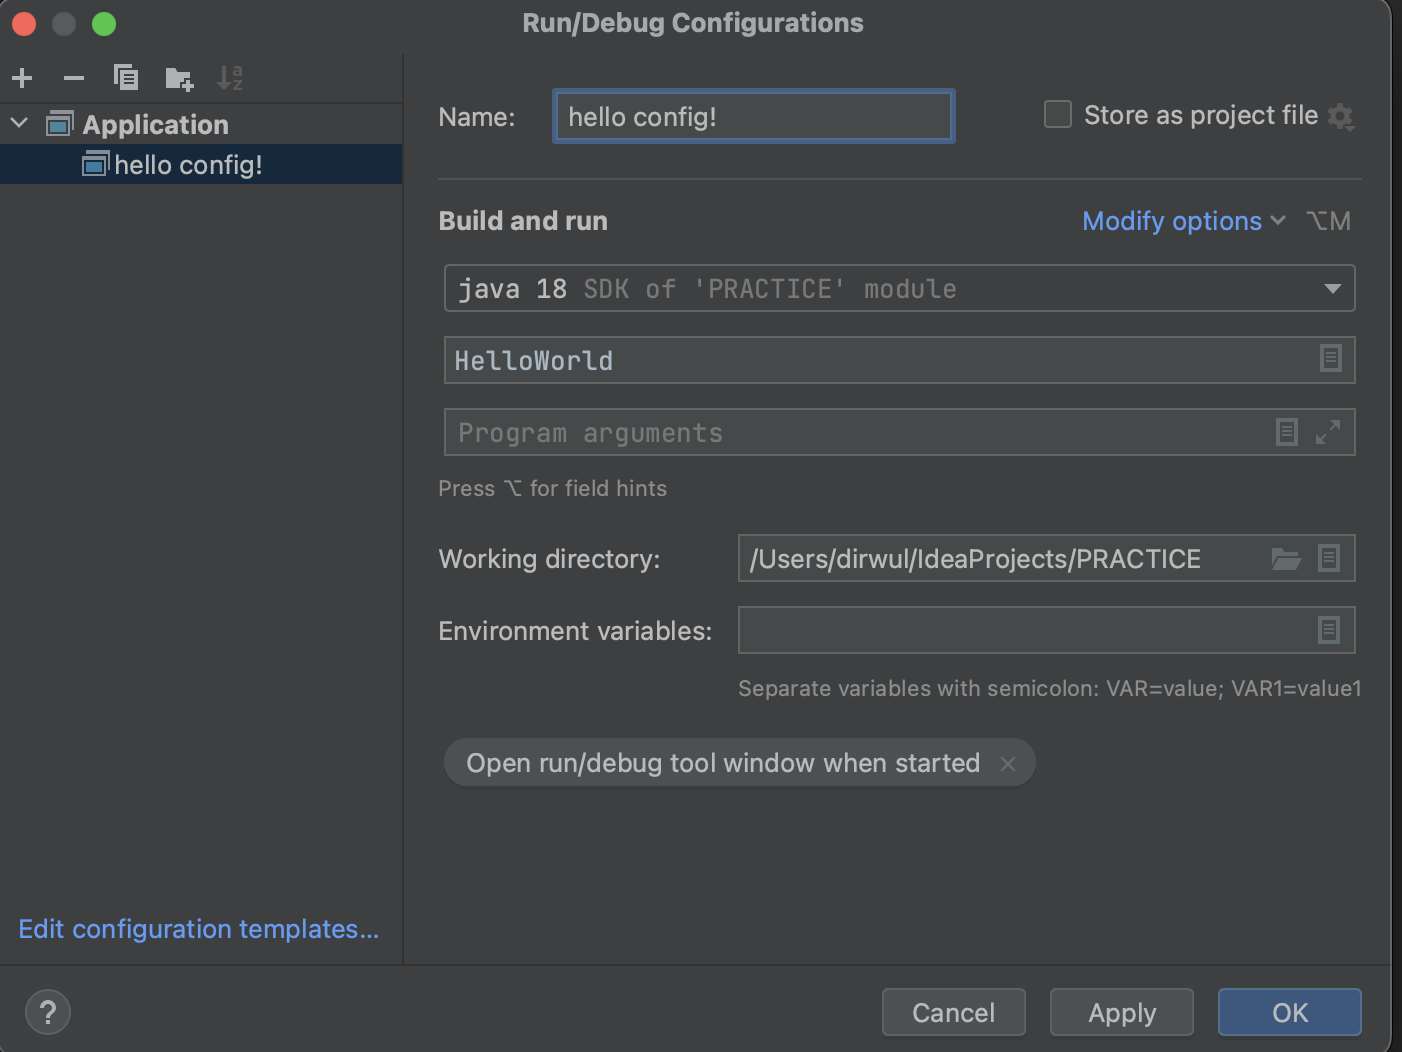 Run/Debug Configurations
Application
hello config!
Edit configuration templates...
Name: hello config! Store as project file
Build and run Modify options ⌥M
java 18 SDK of 'PRACTICE' module
HelloWorld
Program arguments
Press ⌥ for field hints
Working directory: /Users/dirwul/IdeaProjects/PRACTICE
Environment variables:
Separate variables with semicolon: VAR=value; VAR1=value1
Open run/debug tool window when started
? Cancel Apply OK